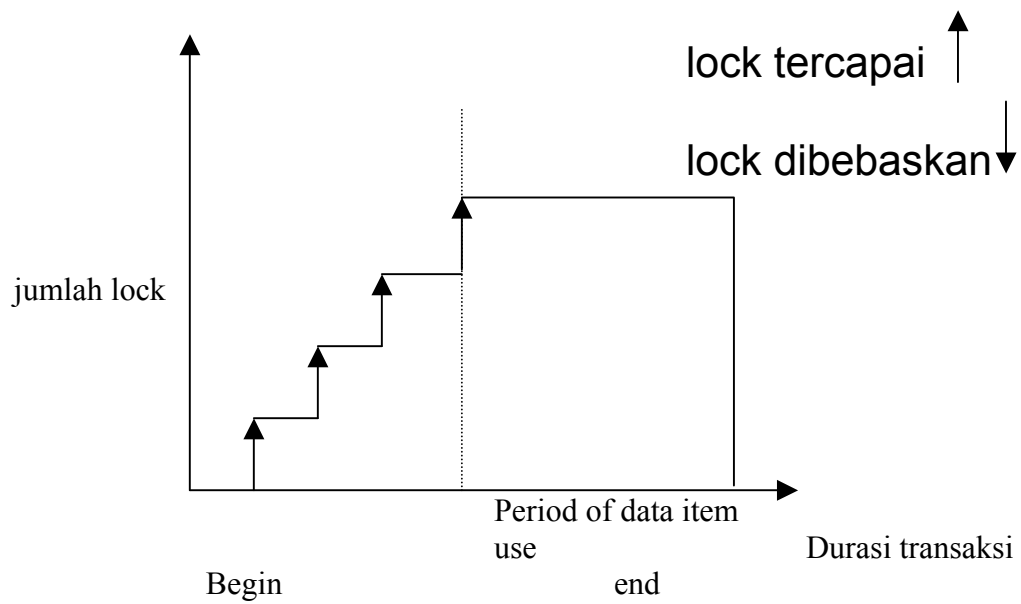 lock tercapai
lock dibebaskan
jumlah lock
Period of data item
use
Durasi transaksi
Begin
end